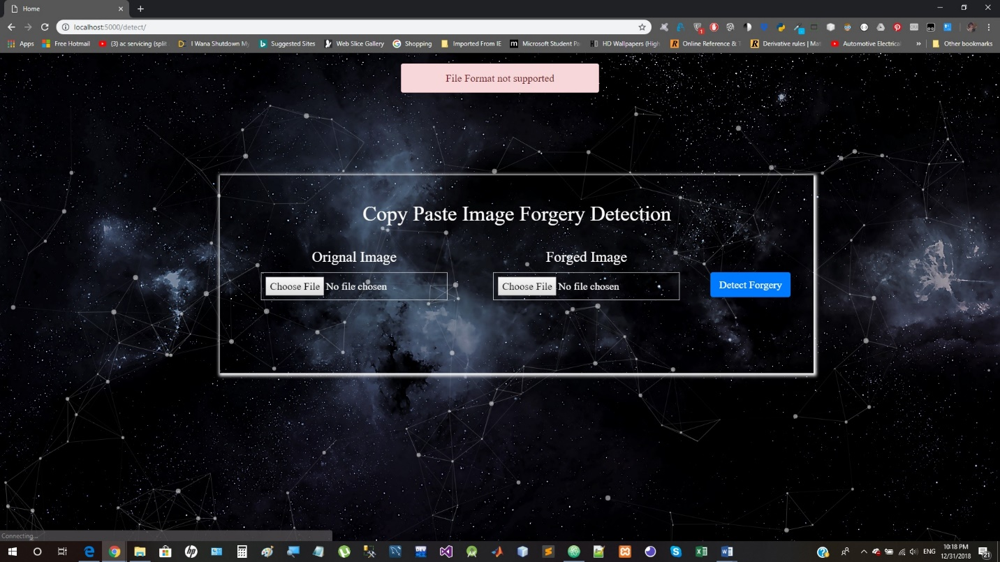 Home
localhost:5000/detect/
Apps Free Hotmail (3) ac servicing (split I Wana Shutdown My Suggested Sites Web Slice Gallery Shopping Imported From IE Microsoft Student Pa HD Wallpapers (High Online Reference & T Derivative rules | Mat Automotive Electrical » Other bookmarks
File Format not supported
Copy Paste Image Forgery Detection
Orignal Image Forged Image
Choose File No file chosen Choose File No file chosen Detect Forgery
Connecting...
10:18 PM
ENG
12/31/2018
21